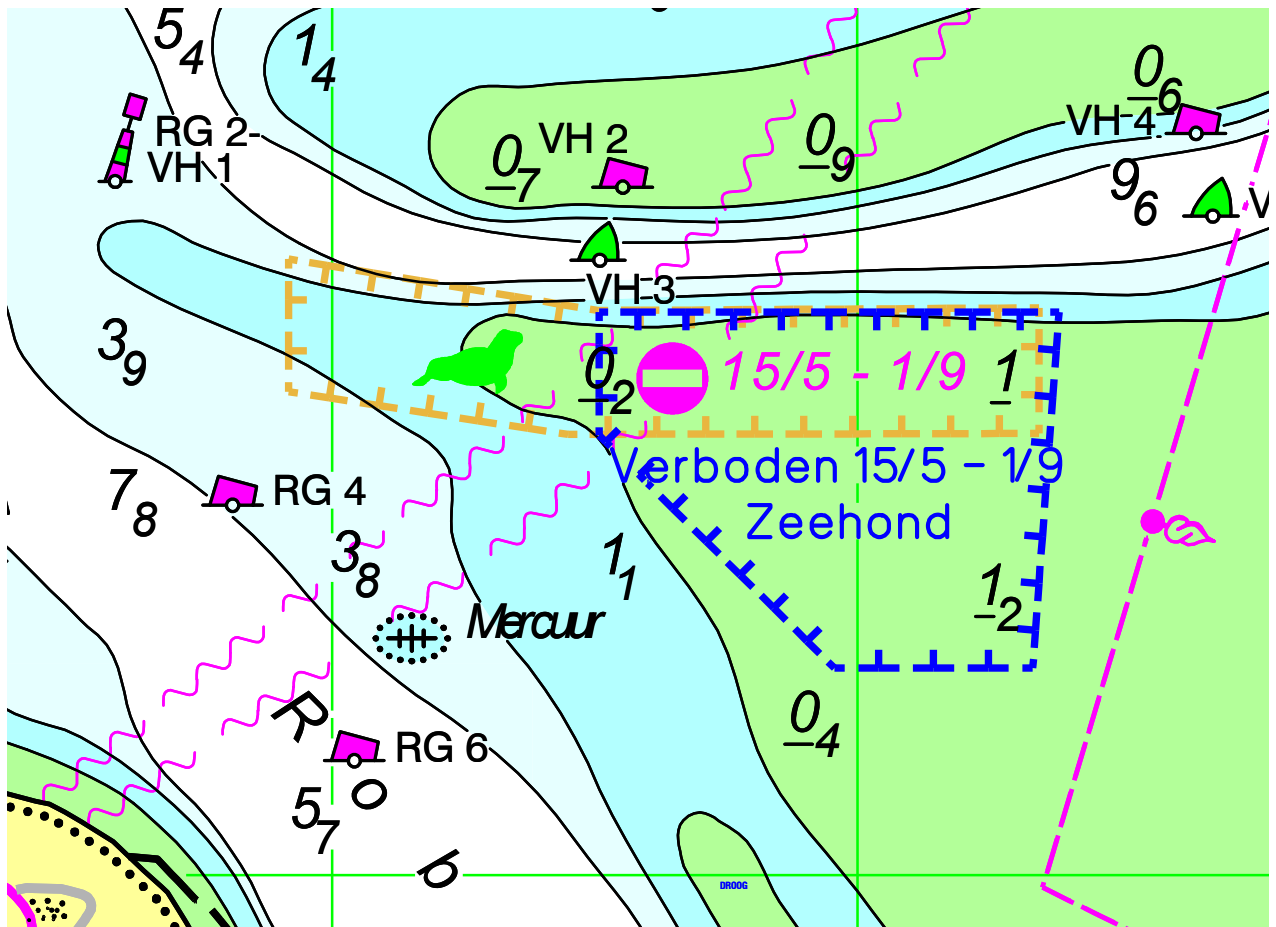 5₄
1₄
0₆
RG 2-
VH 1
VH 2
0₇
0₉
VH 4
9₆
V
VH 3
3₉
0₂
15/5 - 1/9
1
Verboden 15/5 - 1/9
Zeehond
7₈
RG 4
3₈
1₁
1₂
Mercuur
R
o
b
0₄
RG 6
5₇
DROOG